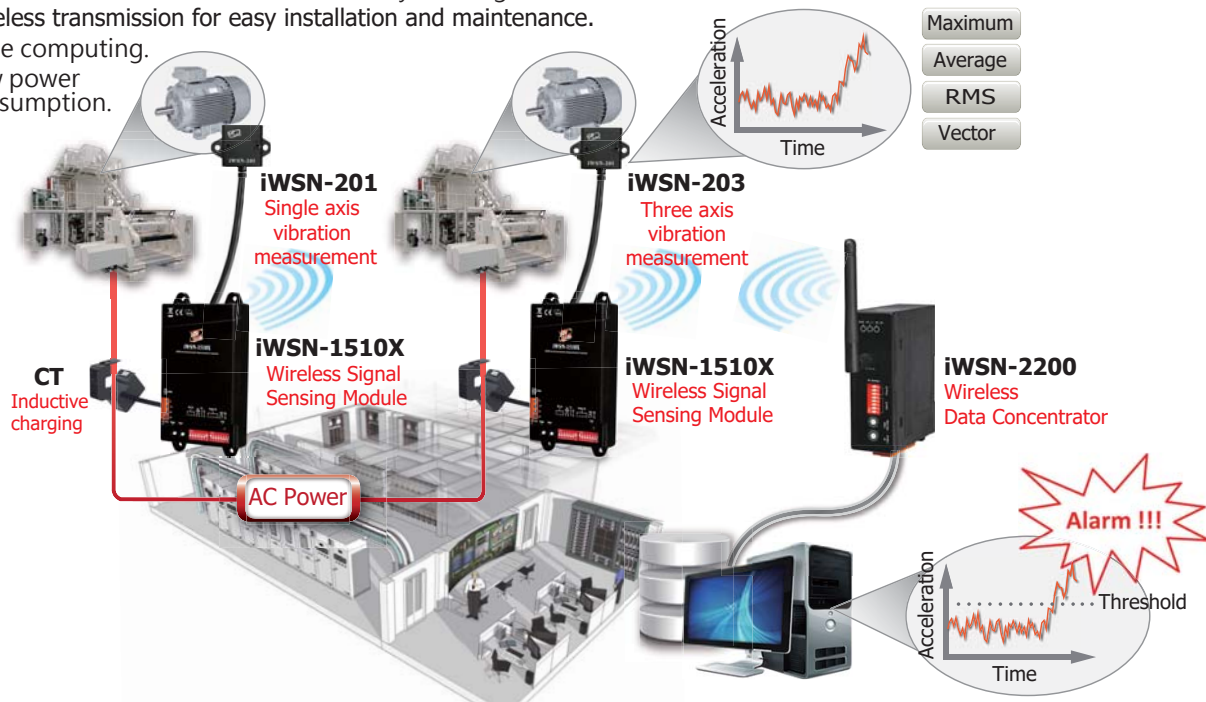 wireless transmission for easy installation and maintenance.
computing.
power
Maximum
Average
RMS
Vector
Acceleration
Time
iWSN-201
Single axis
vibration
measurement
iWSN-203
Three axis
vibration
measurement
iWSN-1510X
Wireless Signal
Sensing Module
iWSN-1510X
Wireless Signal
Sensing Module
iWSN-2200
Wireless
Data Concentrator
CT
Inductive
charging
AC Power
Alarm !!!
Acceleration
Threshold
Time